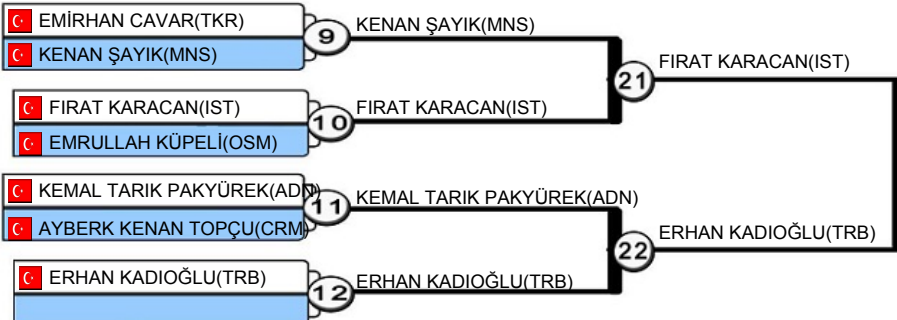 EMİRHAN CAVAR(TKR)
KENAN ŞAYIK(MNS)
9
KENAN ŞAYIK(MNS)
FIRAT KARACAN(IST)
EMRULLAH KÜPELİ(OSM)
10
FIRAT KARACAN(IST)
21
FIRAT KARACAN(IST)
KEMAL TARIK PAKYÜREK(ADN)
AYBERK KENAN TOPÇU(CRM)
11
KEMAL TARIK PAKYÜREK(ADN)
ERHAN KADIOĞLU(TRB)
12
ERHAN KADIOĞLU(TRB)
22
ERHAN KADIOĞLU(TRB)